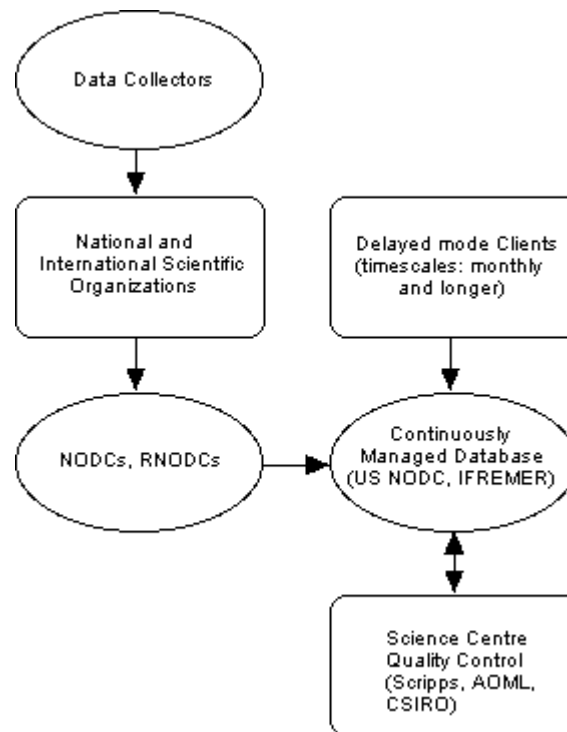 Data Collectors
National and
International Scientific
Organizations
Delayed mode Clients
(timescales: monthly
and longer)
NODCs, RNODCs
Continuously
Managed Database
(US NODC, IFREMER)
Science Centre
Quality Control
(Scripps, AOML,
CSIRO)